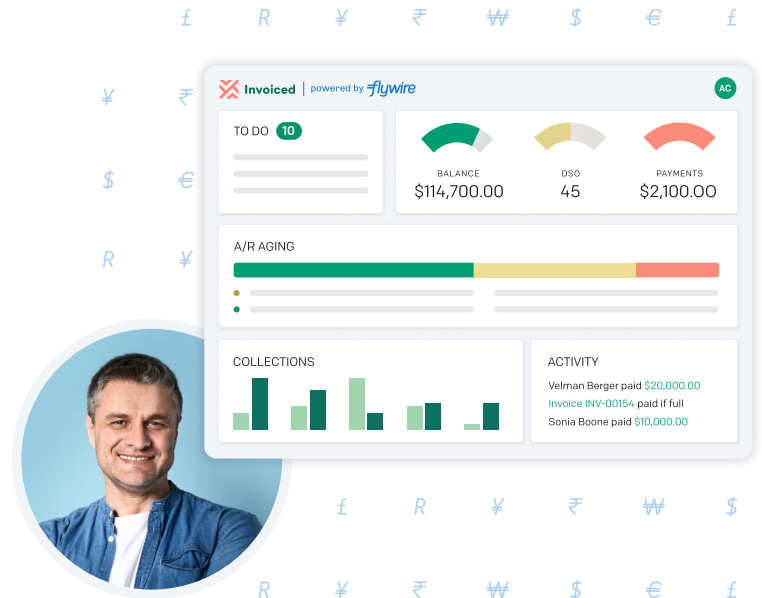 £ R ¥ ₹ ₩ $ € £
¥ ₹
$ €
R ¥
Invoiced | powered by flywire
AC
TO DO 10
BALANCE
$114,700.00
DSO
45
PAYMENTS
$2,100.00
A/R AGING
COLLECTIONS
ACTIVITY
Velman Berger paid $20,000.00
Invoice INV-00154 paid if full
Sonia Boone paid $10,000.00
£ R ¥ ₹ ₩ $
R ¥ ₹ ₩ $ € £